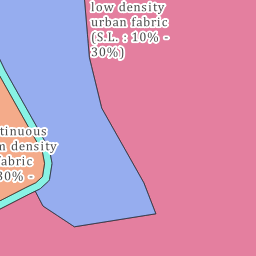 low density
urban fabric
(S.L. : 10% -
30%)
tinuous
density
fabric
30% -